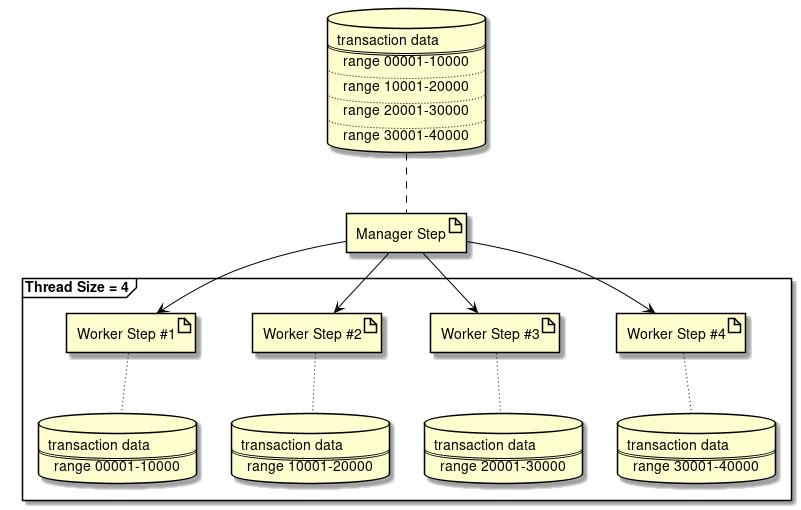 transaction data
range 00001-10000
range 10001-20000
range 20001-30000
range 30001-40000
Manager Step
Thread Size = 4
Worker Step #1
Worker Step #2
Worker Step #3
Worker Step #4
transaction data
range 00001-10000
transaction data
range 10001-20000
transaction data
range 20001-30000
transaction data
range 30001-40000